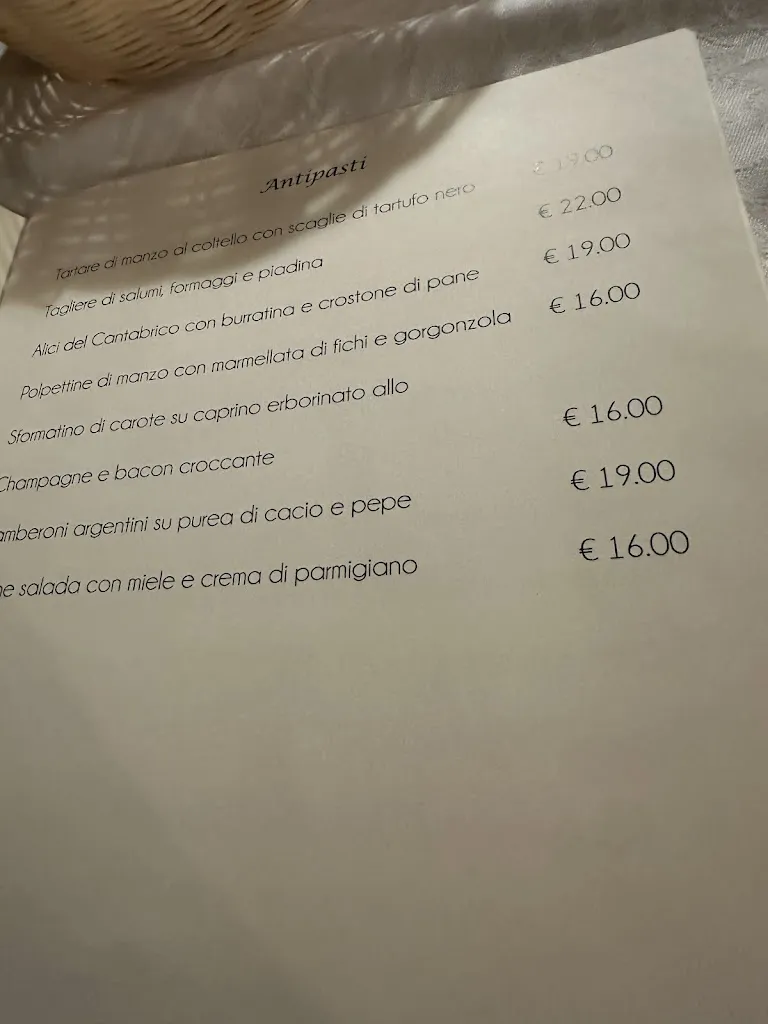 Antipasti
Tartare di manzo al coltello con scaglie di tartufo nero € 19.00
Tagliere di salumi, formaggi e piadina € 22.00
Alici del Cantabrico con burratina e crostone di pane € 19.00
Polpettine di manzo con marmellata di fichi e gorgonzola € 16.00
Sformatino di carote su caprino erborinato allo
Champagne e bacon croccante € 16.00
amberoni argentini su purea di cacio e pepe € 19.00
ne salada con miele e crema di parmigiano € 16.00